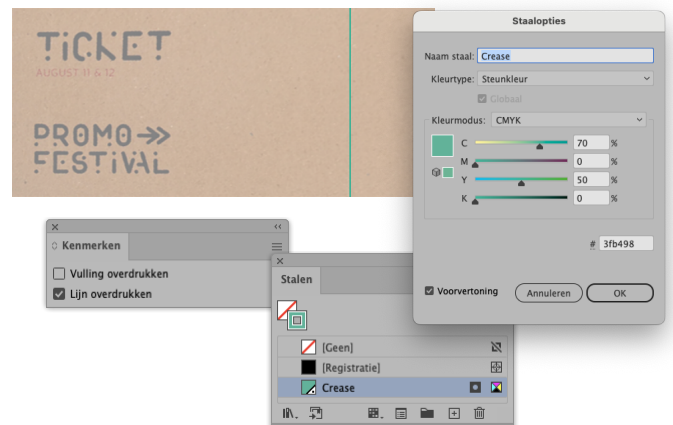 TICKET
AUGUST 11 & 12
PROMO
FESTIVAL
Staalopties
Naam staal: Crease
Kleurtype: Steunkleur
Globaal
Kleurmodus: CMYK
C 70 %
M 0 %
Y 50 %
K 0 %
# 3fb498
Voorvertoning
Annuleren
OK
Kenmerken
Vulling overdrukken
Lijn overdrukken
Stalen
[Geen]
[Registratie]
Crease